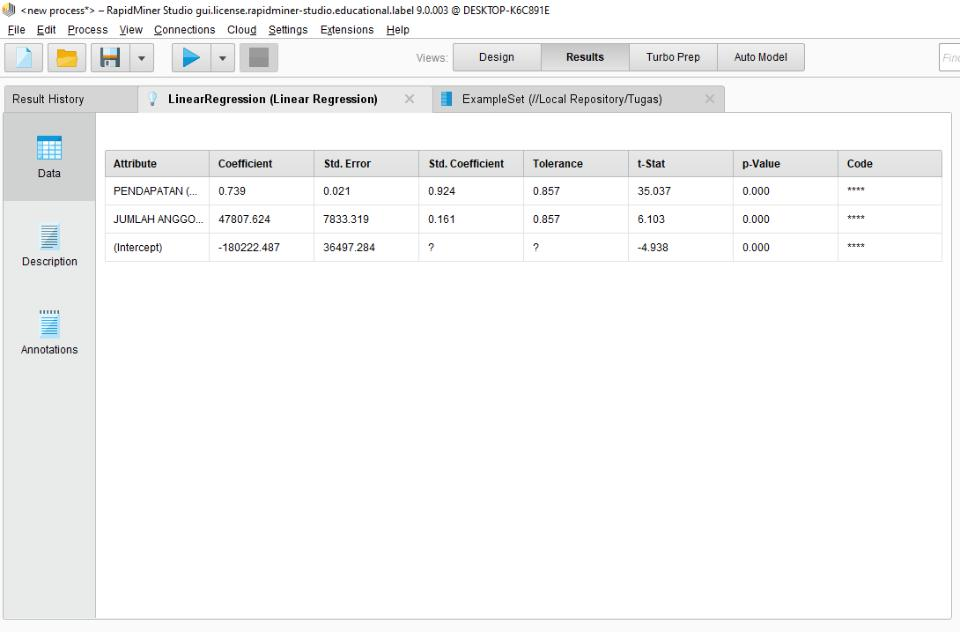 <new process*> – RapidMiner Studio gui.license.rapidminer-studio.educational.label 9.0.003 @ DESKTOP-K6C891E
File Edit Process View Connections Cloud Settings Extensions Help
Views: Design Results Turbo Prep Auto Model Find
Result History LinearRegression (Linear Regression) ExampleSet (//Local Repository/Tugas)
Data
Description
Annotations
Attribute Coefficient Std. Error Std. Coefficient Tolerance t-Stat p-Value Code
PENDAPATAN (... 0.739 0.021 0.924 0.857 35.037 0.000 ****
JUMLAH ANGGO... 47807.624 7833.319 0.161 0.857 6.103 0.000 ****
(Intercept) -180222.487 36497.284 ? ? -4.938 0.000 ****